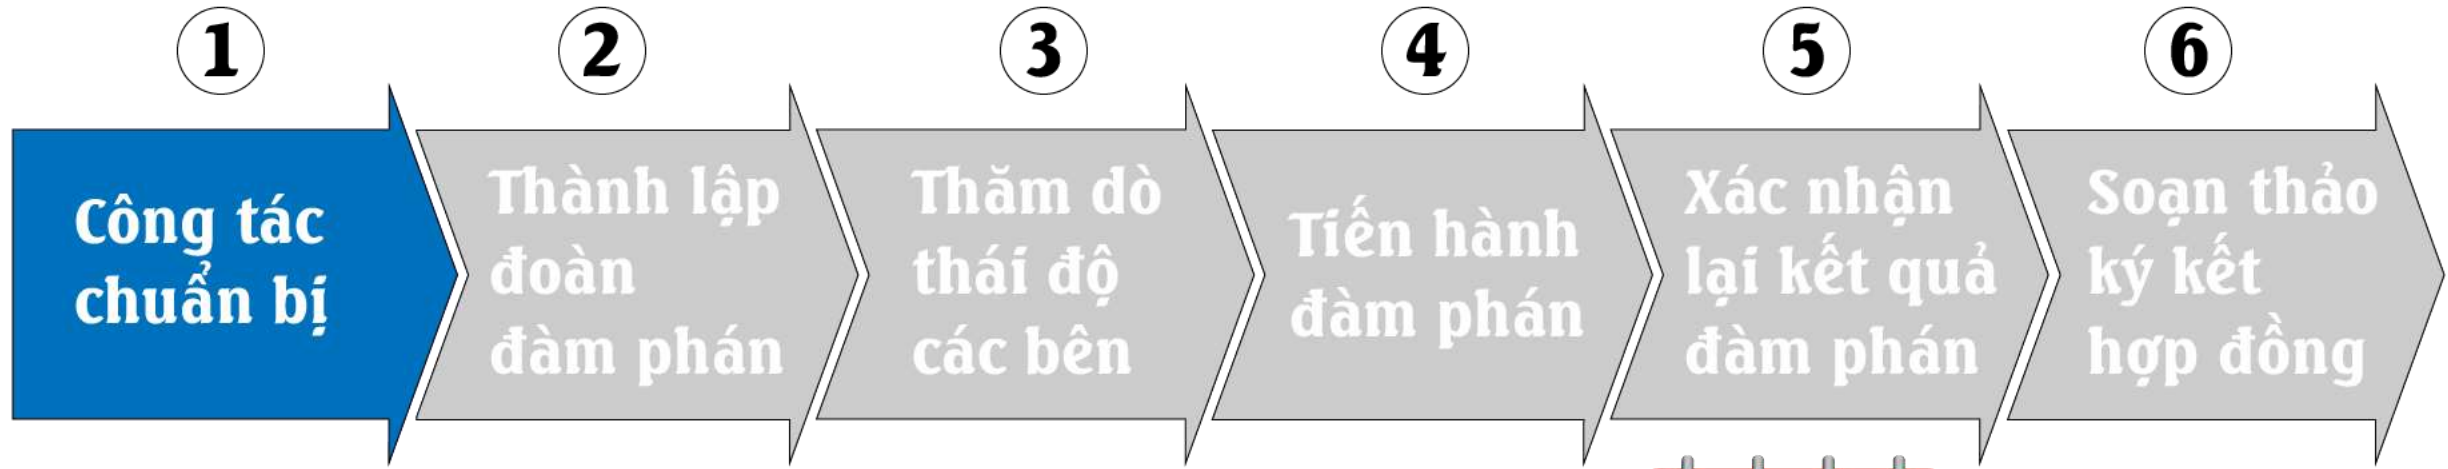 1
Công tác
chuẩn bị
2
Thành lập
đoàn
đàm phán
3
Thăm dò
thái độ
các bên
4
Tiến hành
đàm phán
5
Xác nhận
lại kết quả
đàm phán
6
Soạn thảo
ký kết
hợp đồng